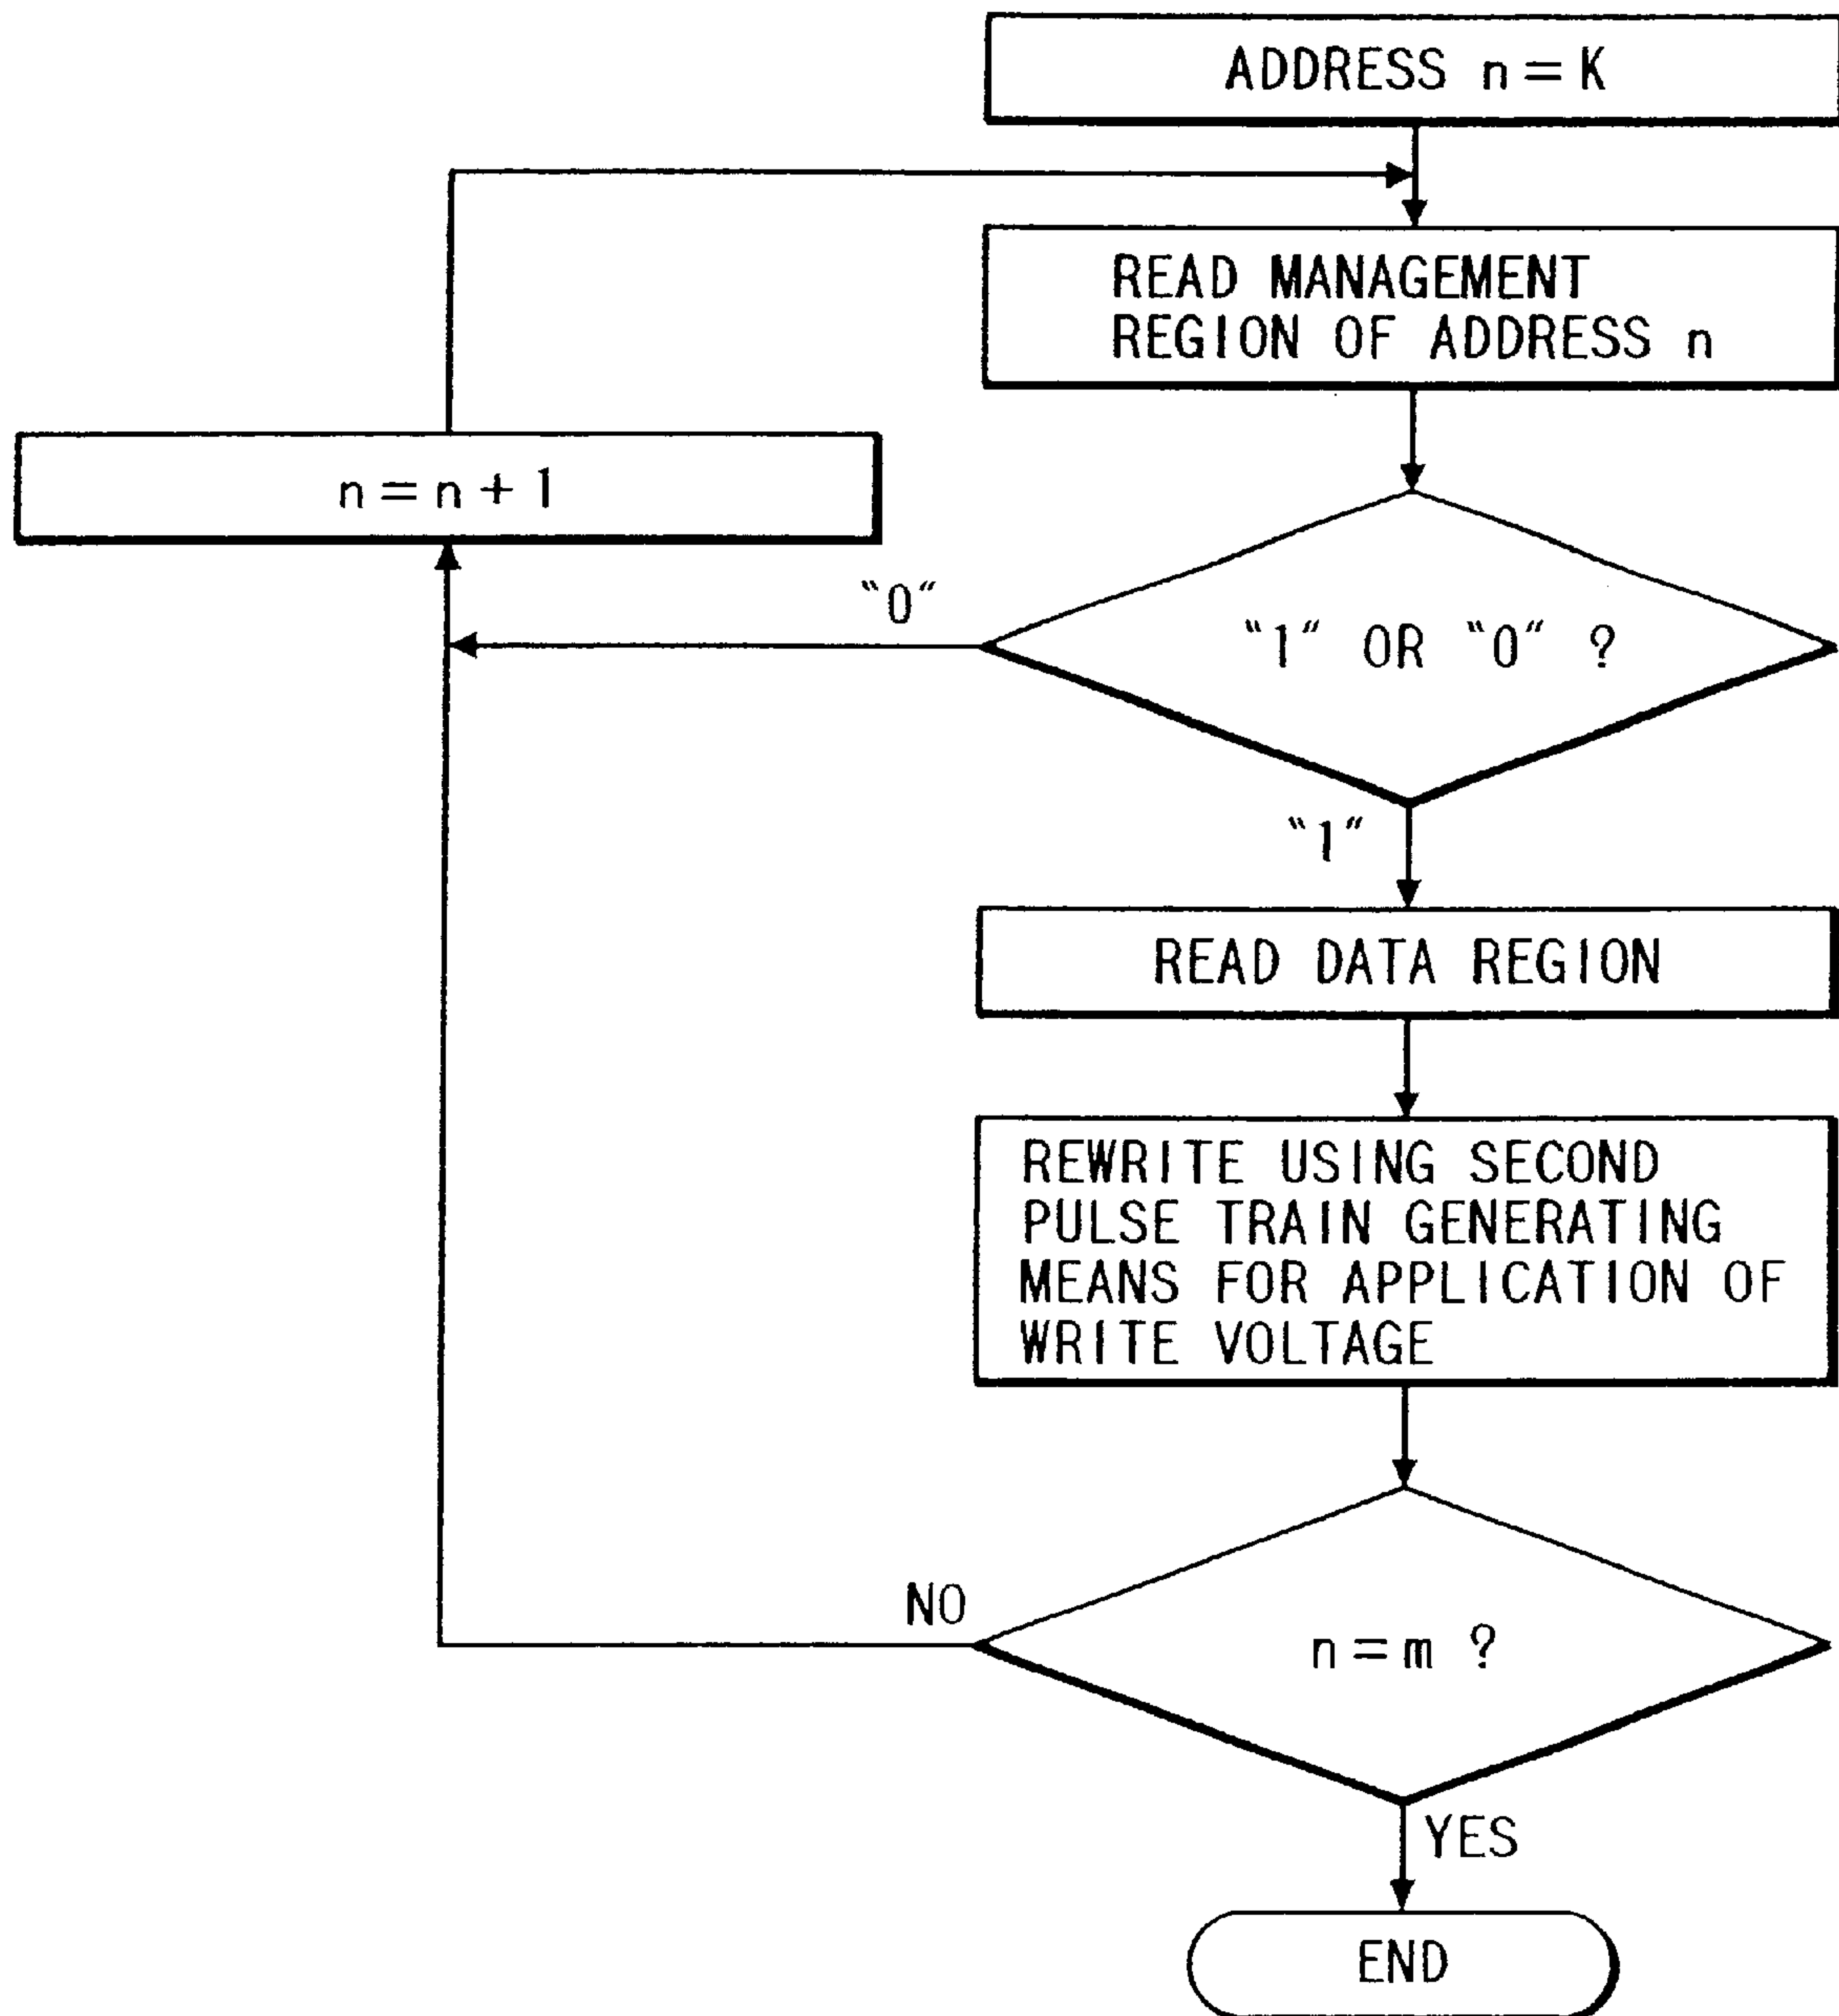 ADDRESS n=K
READ MANAGEMENT
REGION OF ADDRESS n
n=n+1
"0"
"1" OR "0" ?
"1"
READ DATA REGION
REWRITE USING SECOND
PULSE TRAIN GENERATING
MEANS FOR APPLICATION OF
WRITE VOLTAGE
NO
n=m ?
YES
END